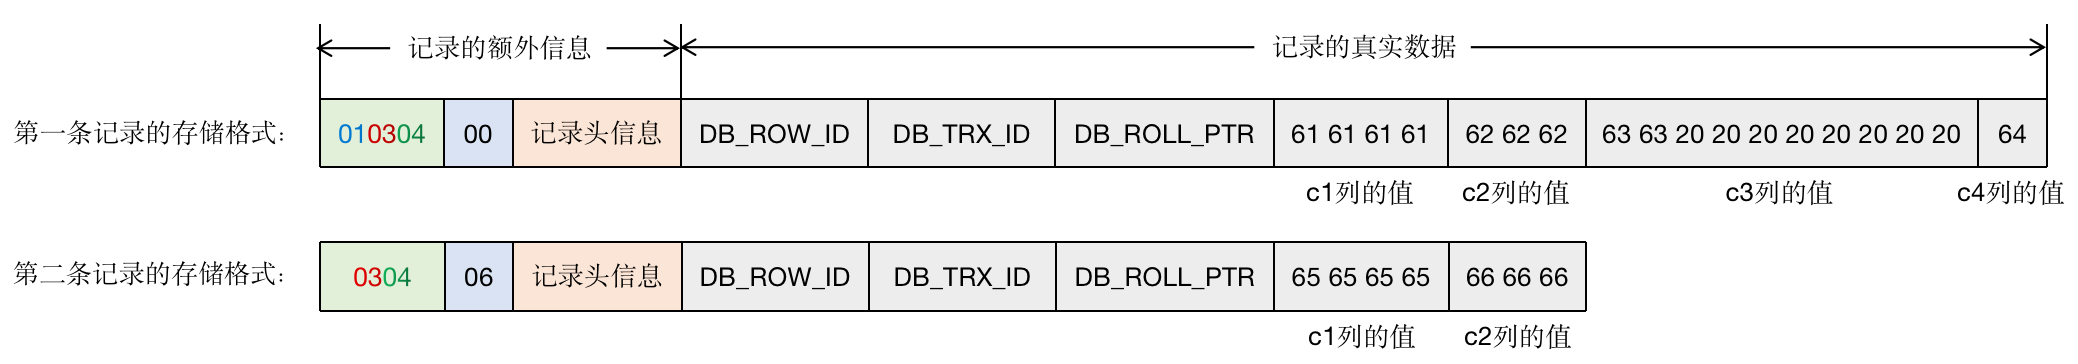 记录的额外信息 记录的真实数据
第一条记录的存储格式: 010304 00 记录头信息 DB_ROW_ID DB_TRX_ID DB_ROLL_PTR 61 61 61 61 62 62 62 63 63 20 20 20 20 20 20 20 20 64
c1列的值 c2列的值 c3列的值 c4列的值
第二条记录的存储格式: 0304 06 记录头信息 DB_ROW_ID DB_TRX_ID DB_ROLL_PTR 65 65 65 65 66 66 66
c1列的值 c2列的值